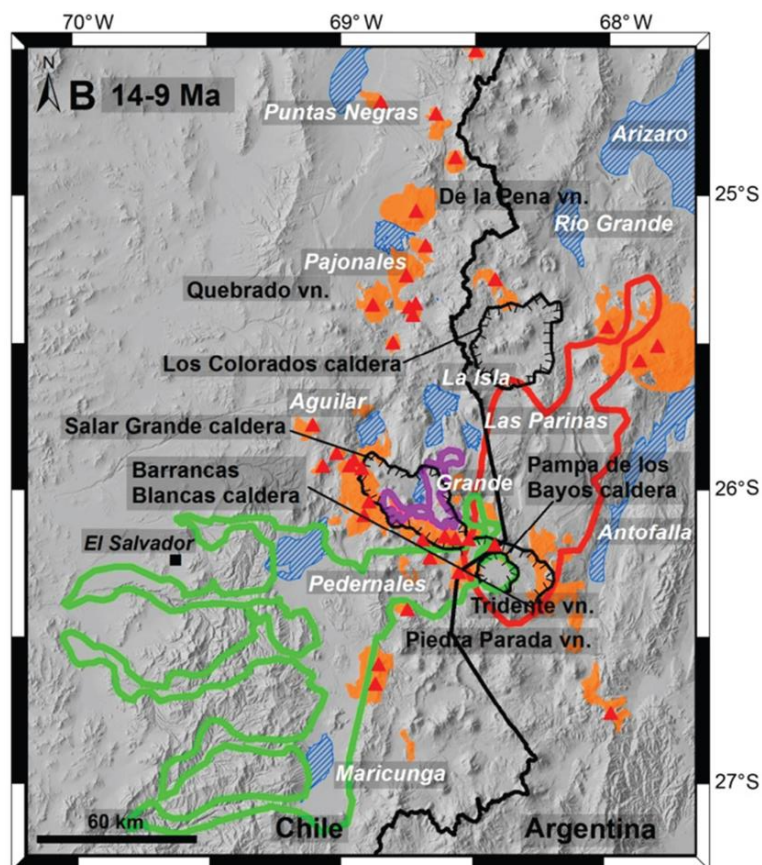 70°W
69°W
68°W
N
B 14-9 Ma
Puntas Negras
Arizaro
25°S
De la Pena vn.
Rio Grande
Pajonales
Quebrado vn.
Los Colorados caldera
La Isla
Aguilar
Las Parinas
Salar Grande caldera
Barrancas
Blancas caldera
Grande
Pampa de los
Bayos caldera
26°S
Antofalla
El Salvador
Pedernales
Tridente vn.
Piedra Parada vn.
Maricunga
27°S
60 km
Chile
Argentina